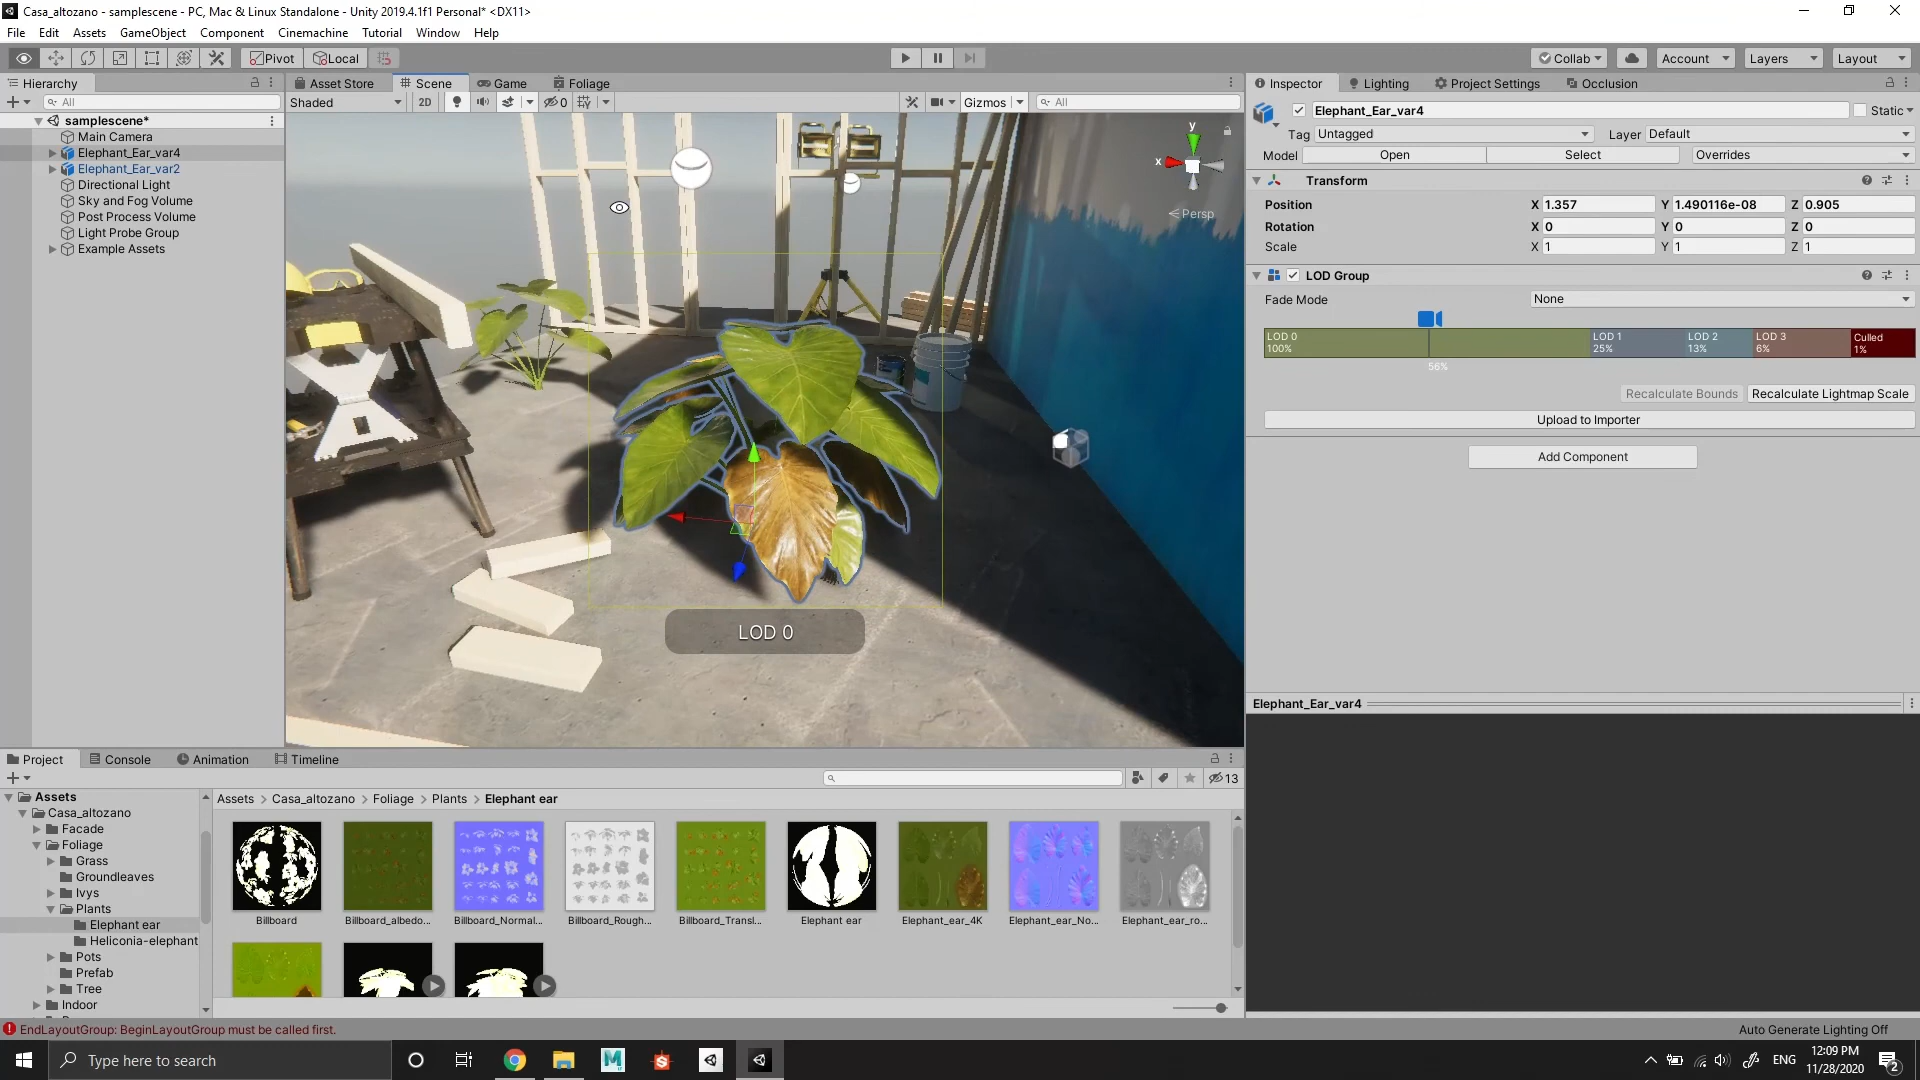 Casa_altozano - samplescene - PC, Mac & Linux Standalone - Unity 2019.4.1f1 Personal* <DX11>
File Edit Assets GameObject Component Cinemachine Tutorial Window Help
Pivot Local Collab Account Layers Layout
Hierarchy
All
samplescene*
Main Camera
Elephant_Ear_var4
Elephant_Ear_var2
Directional Light
Sky and Fog Volume
Post Process Volume
Light Probe Group
Example Assets
Asset Store Scene Game Foliage
Shaded 2D 0 Gizmos All
y
x
Persp
LOD 0
Inspector Lighting Project Settings Occlusion
Elephant_Ear_var4 Static
Tag Untagged Layer Default
Model Open Select Overrides
Transform
Position X 1.357 Y 1.490116e-08 Z 0.905
Rotation X 0 Y 0 Z 0
Scale X 1 Y 1 Z 1
LOD Group
Fade Mode None
LOD 0 LOD 1 LOD 2 LOD 3 Culled
100% 25% 13% 6% 1%
56%
Recalculate Bounds Recalculate Lightmap Scale
Upload to Importer
Add Component
Elephant_Ear_var4
Project Console Animation Timeline
13
Assets
Casa_altozano
Facade
Foliage
Grass
Groundleaves
Ivys
Plants
Elephant ear
Heliconia-elephant
Pots
Prefab
Tree
Indoor
Assets > Casa_altozano > Foliage > Plants > Elephant ear
Billboard Billboard_albedo... Billboard_Normal... Billboard_Rough... Billboard_Transl... Elephant ear Elephant_ear_4K Elephant_ear_No... Elephant_ear_ro...
EndLayoutGroup: BeginLayoutGroup must be called first.
Auto Generate Lighting Off
Type here to search
ENG
12:09 PM
11/28/2020
2